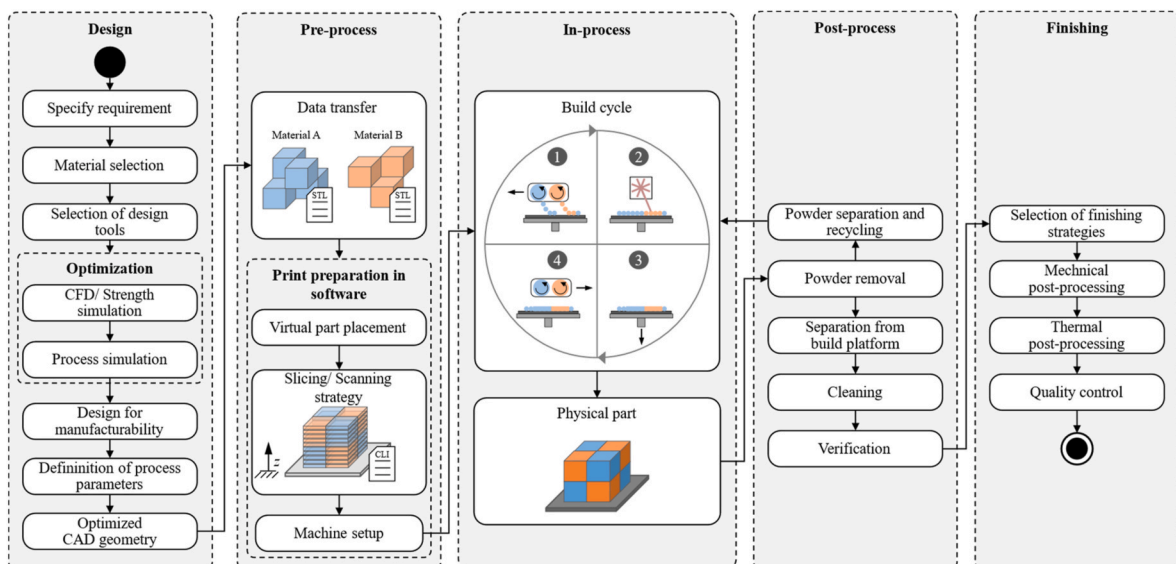 Design
Specify requirement
Material selection
Selection of design
tools
Optimization
CFD/ Strength
simulation
Process simulation
Design for
manufacturability
Defininition of process
parameters
Optimized
CAD geometry
Pre-process
Data transfer
Material A
Material B
STL
STL
Print preparation in
software
Virtual part placement
Slicing/ Scanning
strategy
z
CLI
Machine setup
In-process
Build cycle
1
2
4
3
Physical part
Post-process
Powder separation and
recycling
Powder removal
Separation from
build platform
Cleaning
Verification
Finishing
Selection of finishing
strategies
Mechnical
post-processing
Thermal
post-processing
Quality control